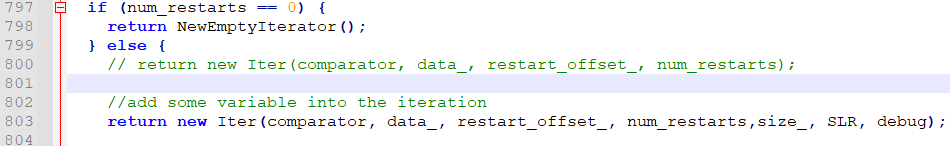 797 if (num_restarts == 0) {
798 return NewEmptyIterator();
799 } else {
800 // return new Iter(comparator, data_, restart_offset_, num_restarts);
801
802 //add some variable into the iteration
803 return new Iter(comparator, data_, restart_offset_, num_restarts,size_, SLR, debug);
804